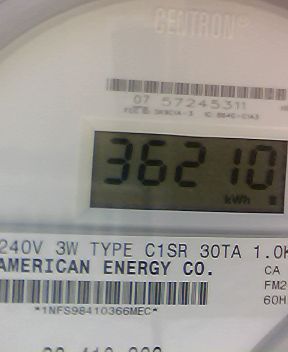 CENTRON®
07 57245311
36210
kWh
240V 3W TYPE C1SR 30TA 1.0K
AMERICAN ENERGY CO.
CA
FM2
60H
*1NFS98410366MEC*